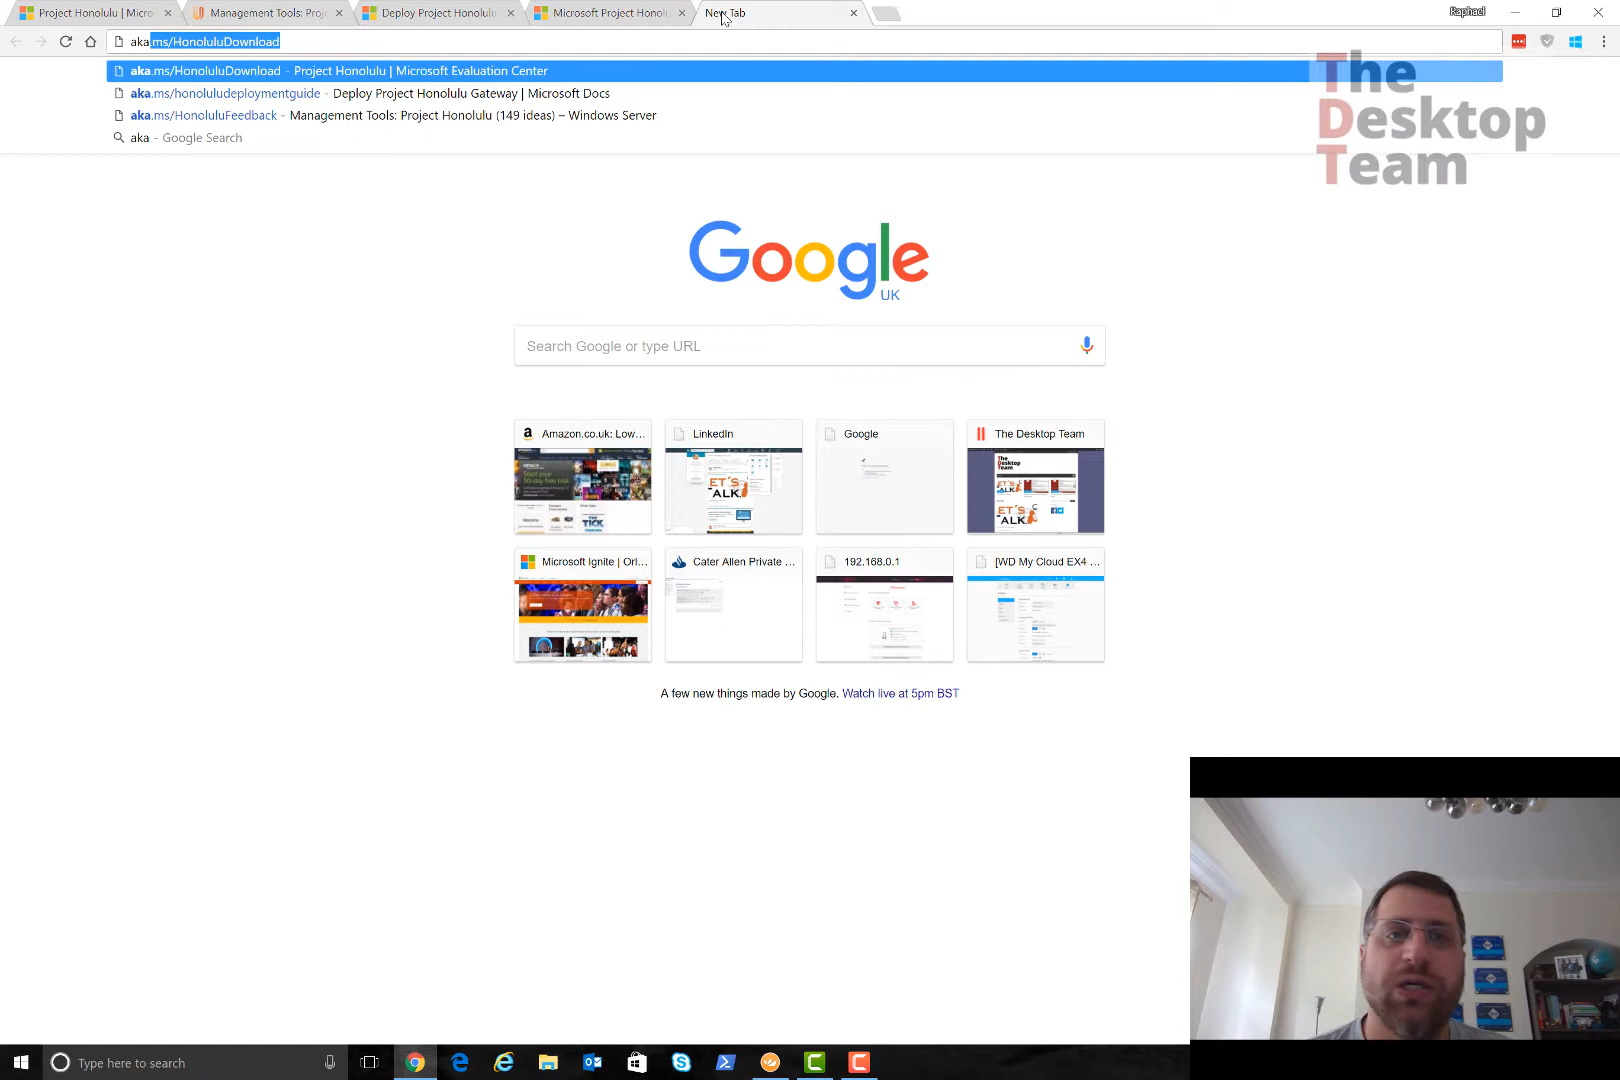 Project Honolulu | Micro
Management Tools: Proj
Deploy Project Honolulu
Microsoft Project Honolu
New Tab
Raphael
aka.ms/HonoluluDownload
aka.ms/HonoluluDownload - Project Honolulu | Microsoft Evaluation Center
aka.ms/honoluludeploymentguide - Deploy Project Honolulu Gateway | Microsoft Docs
aka.ms/HonoluluFeedback - Management Tools: Project Honolulu (149 ideas) – Windows Server
aka - Google Search
The
Desktop
Team
Google
UK
Search Google or type URL
Amazon.co.uk: Low...
LinkedIn
Google
The Desktop Team
Microsoft Ignite | Orl...
Cater Allen Private ...
192.168.0.1
[WD My Cloud EX4 ...
A few new things made by Google. Watch live at 5pm BST
Type here to search